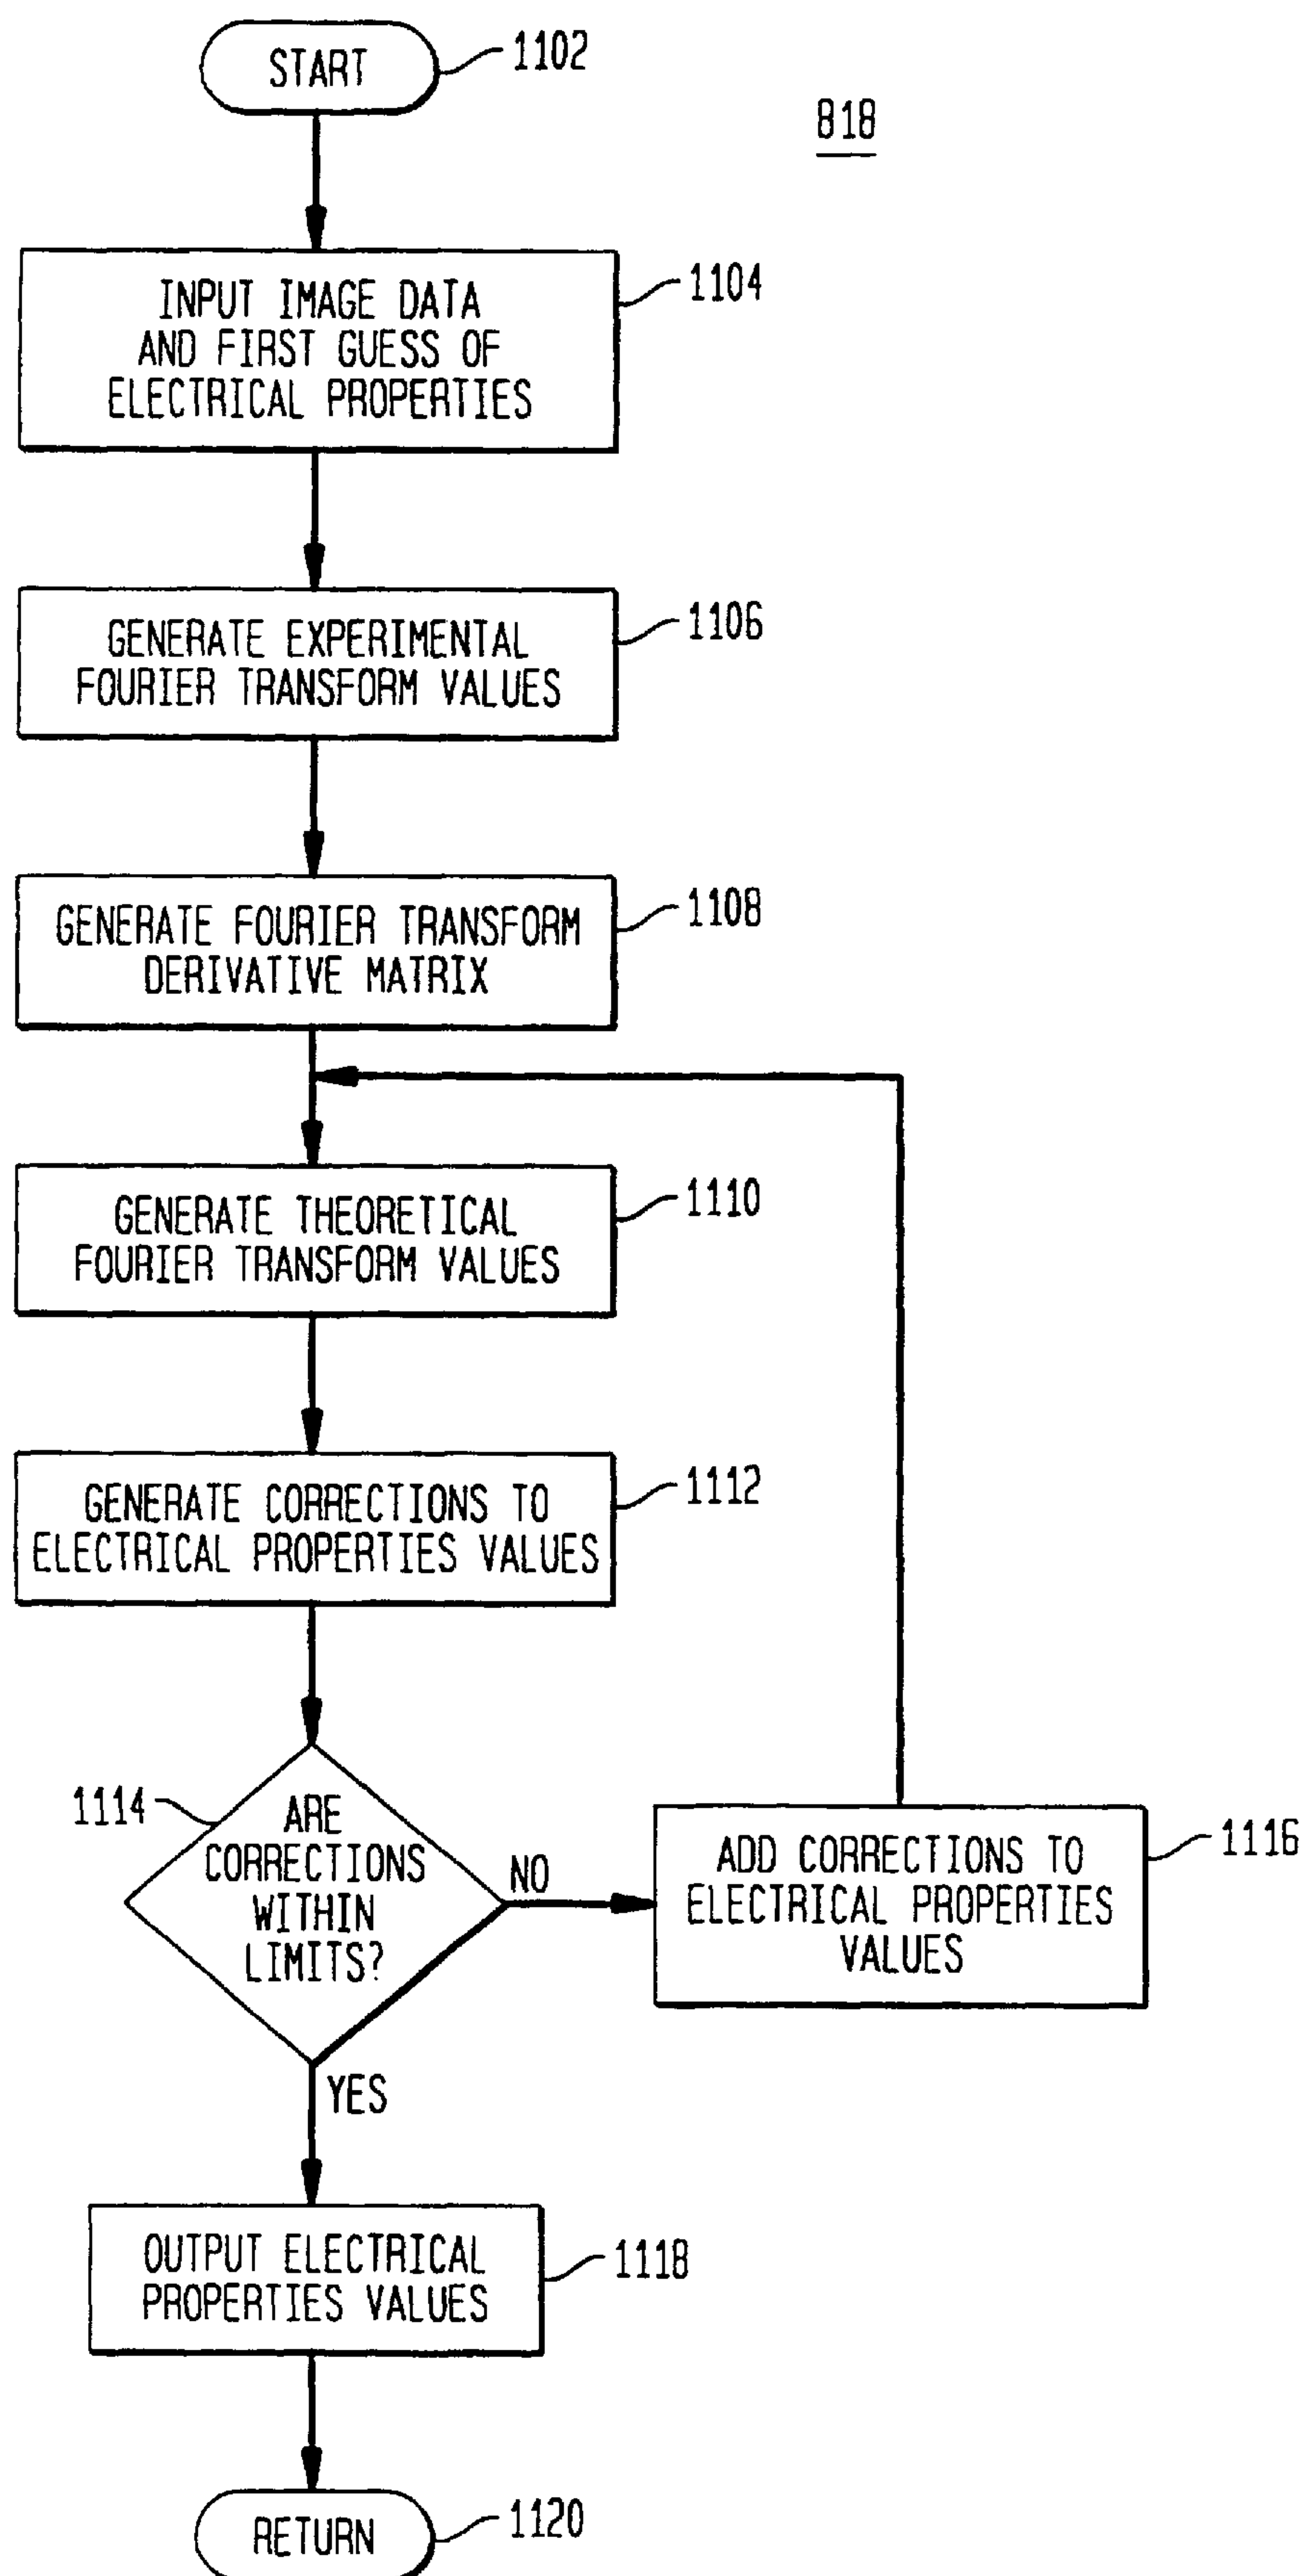 START
1102
818
INPUT IMAGE DATA
AND FIRST GUESS OF
ELECTRICAL PROPERTIES
1104
GENERATE EXPERIMENTAL
FOURIER TRANSFORM VALUES
1106
GENERATE FOURIER TRANSFORM
DERIVATIVE MATRIX
1108
GENERATE THEORETICAL
FOURIER TRANSFORM VALUES
1110
GENERATE CORRECTIONS TO
ELECTRICAL PROPERTIES VALUES
1112
1114
ARE
CORRECTIONS
WITHIN
LIMITS?
NO
ADD CORRECTIONS TO
ELECTRICAL PROPERTIES
VALUES
1116
YES
OUTPUT ELECTRICAL
PROPERTIES VALUES
1118
RETURN
1120